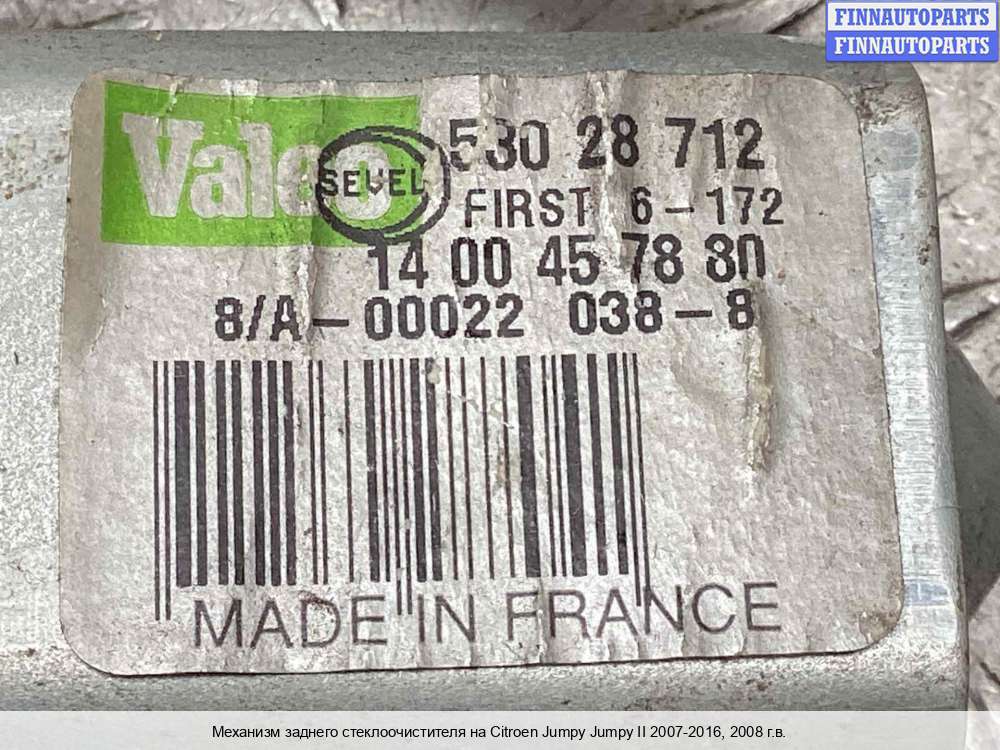 FINNAUTOPARTS
FINNAUTOPARTS
Valeo
SEVEL
530 28 712
FIRST 6-172
14 00 45 78 80
8/A-00022 038-8
MADE IN FRANCE
Механизм заднего стеклоочистителя на Citroen Jumpy Jumpy II 2007-2016, 2008 г.в.